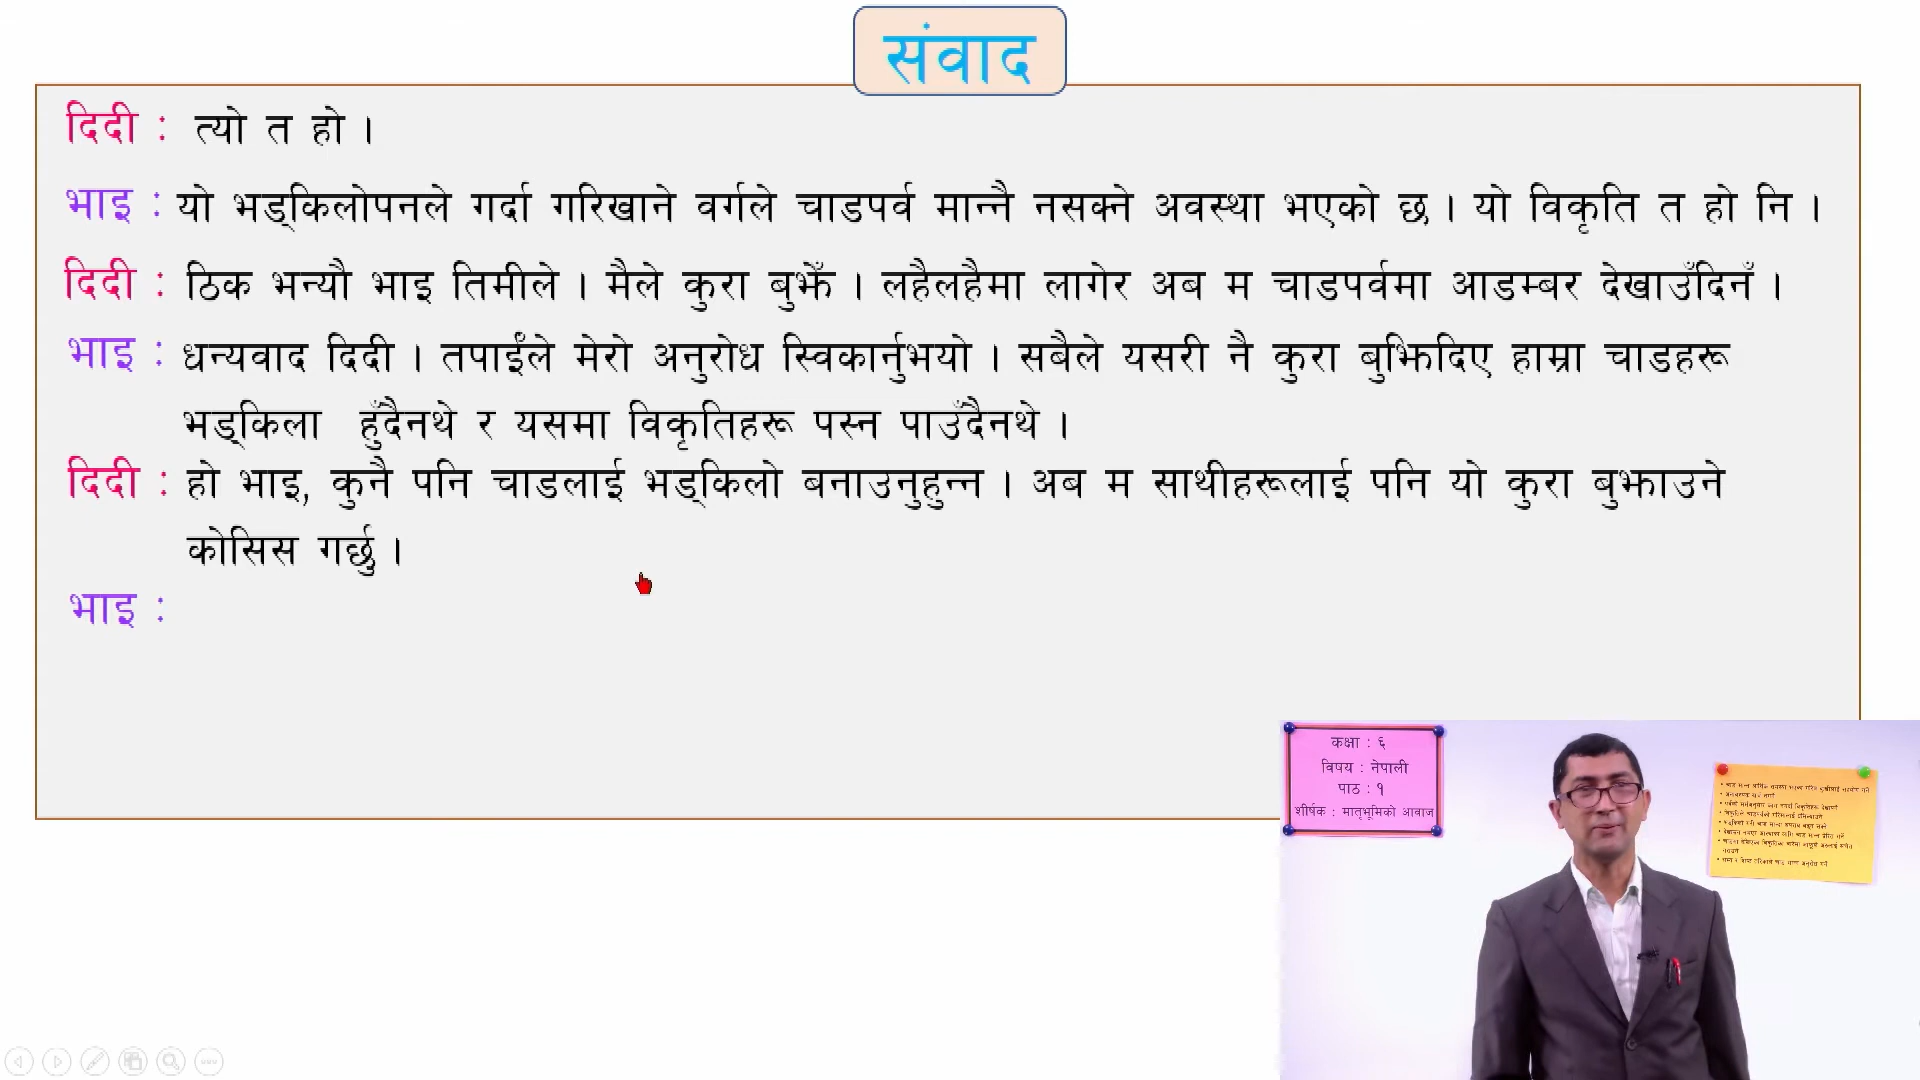 संवाद
दिदी : त्यो त हो ।
भाइ : यो भड्किलोपनले गर्दा गरिखाने वर्गले चाडपर्व मान्नै नसक्ने अवस्था भएको छ । यो विकृति त हो नि ।
दिदी : ठिक भन्यौ भाइ तिमीले । मैले कुरा बुझेँ । लहैलहैमा लागेर अब म चाडपर्वमा आडम्बर देखाउँदिनँ ।
भाइ : धन्यवाद दिदी । तपाईंले मेरो अनुरोध स्विकार्नुभयो । सबैले यसरी नै कुरा बुझिदिए हाम्रा चाडहरू
भड्किला हुँदैनथे र यसमा विकृतिहरू पस्न पाउँदैनथे ।
दिदी : हो भाइ, कुनै पनि चाडलाई भड्किलो बनाउनुहुन्न । अब म साथीहरूलाई पनि यो कुरा बुझाउने
कोसिस गर्छु ।
भाइ :
कक्षा : ६
विषय : नेपाली
पाठ : १
शीर्षक : मातृभूमिको आवाज